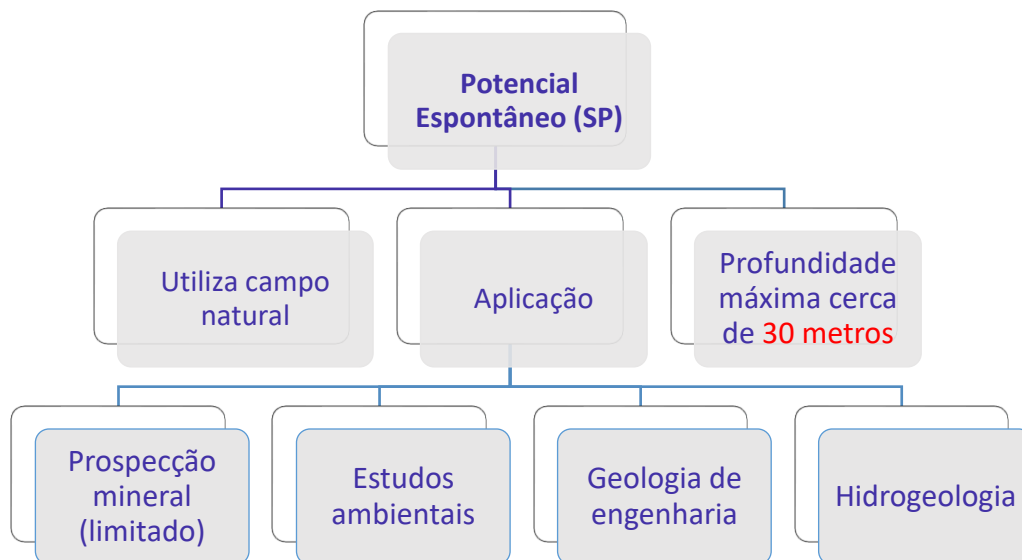 Potencial
Espontâneo (SP)
Utiliza campo
natural
Aplicação
Profundidade
máxima cerca
de 30 metros
Prospecção
mineral
(limitado)
Estudos
ambientais
Geologia de
engenharia
Hidrogeologia